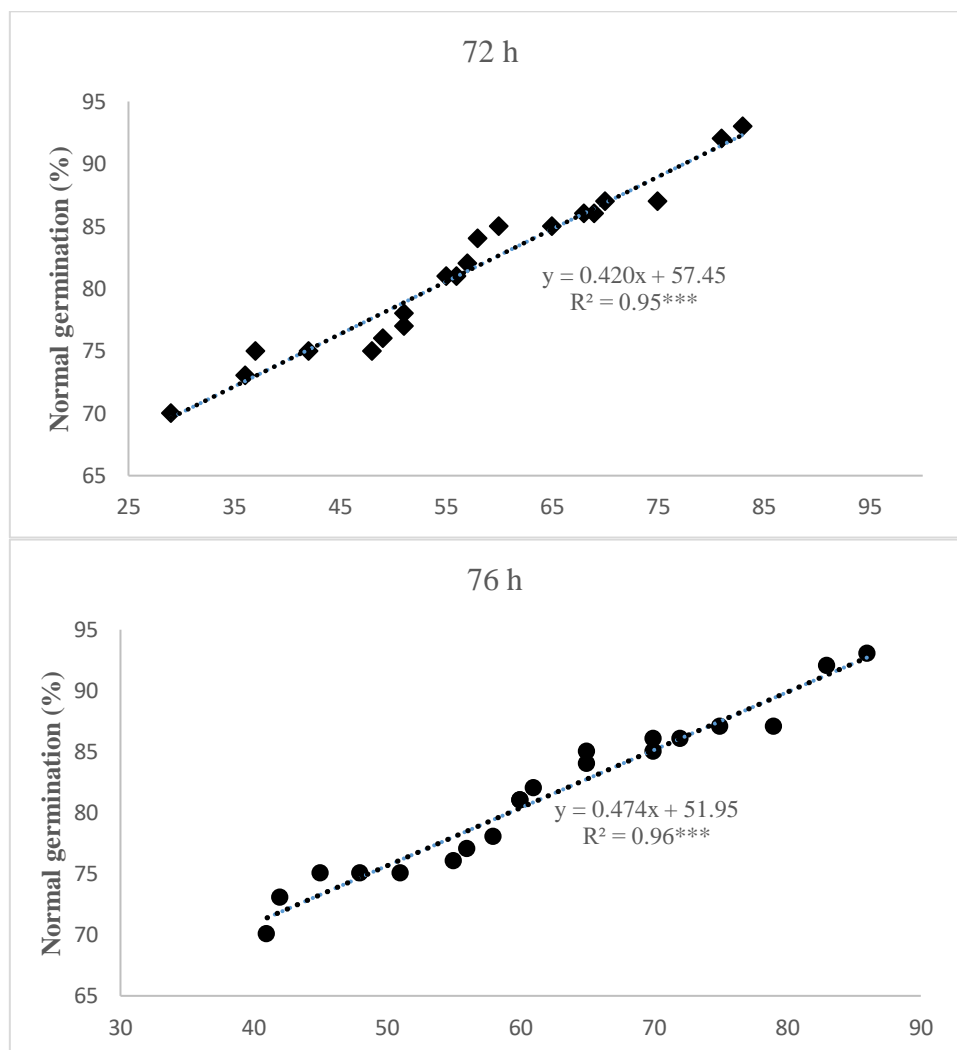 72 h
Normal germination (%)
95
90
85
80
75
70
65
y = 0.420x + 57.45
R² = 0.95***
25 35 45 55 65 75 85 95
76 h
Normal germination (%)
95
90
85
80
75
70
65
y = 0.474x + 51.95
R² = 0.96***
30 40 50 60 70 80 90